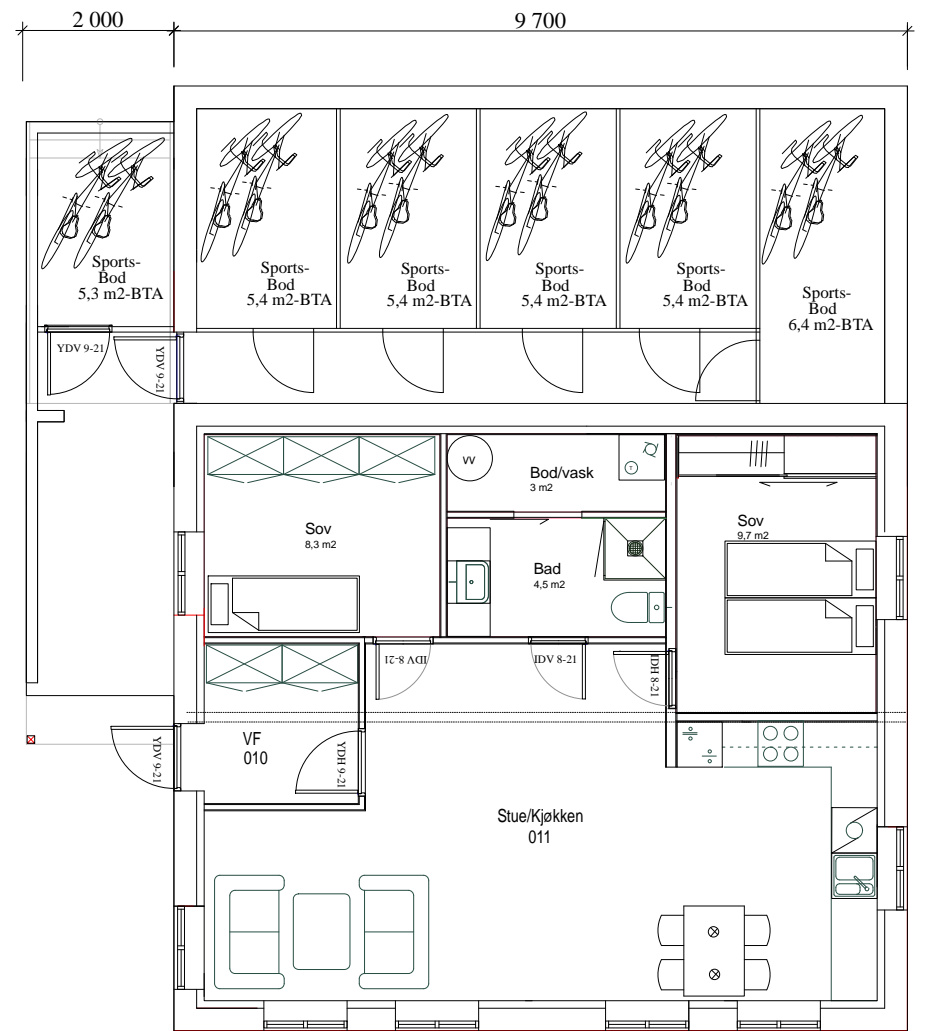 2 000
9 700
Sports-
Bod
5,3 m2-BTA
Sports-
Bod
5,4 m2-BTA
Sports-
Bod
5,4 m2-BTA
Sports-
Bod
5,4 m2-BTA
Sports-
Bod
5,4 m2-BTA
Sports-
Bod
6,4 m2-BTA
YDV 9-21
YDV 9-21
VV
Bod/vask
3 m2
T
Sov
8,3 m2
Bad
4,5 m2
Sov
9,7 m2
IDV 8-21
IDV 8-21
IDH 8-21
YDV 9-21
VF
010
YDH 9-21
Stue/Kjøkken
011